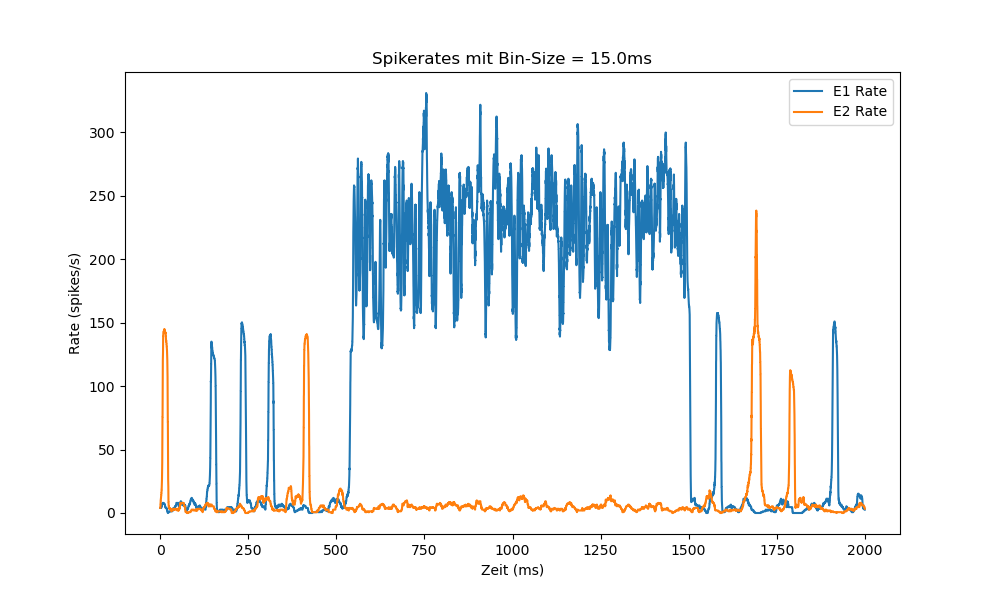 Spikerates mit Bin-Size = 15.0ms
E1 Rate
E2 Rate
Rate (spikes/s)
300
250
200
150
100
50
0
0 250 500 750 1000 1250 1500 1750 2000
Zeit (ms)